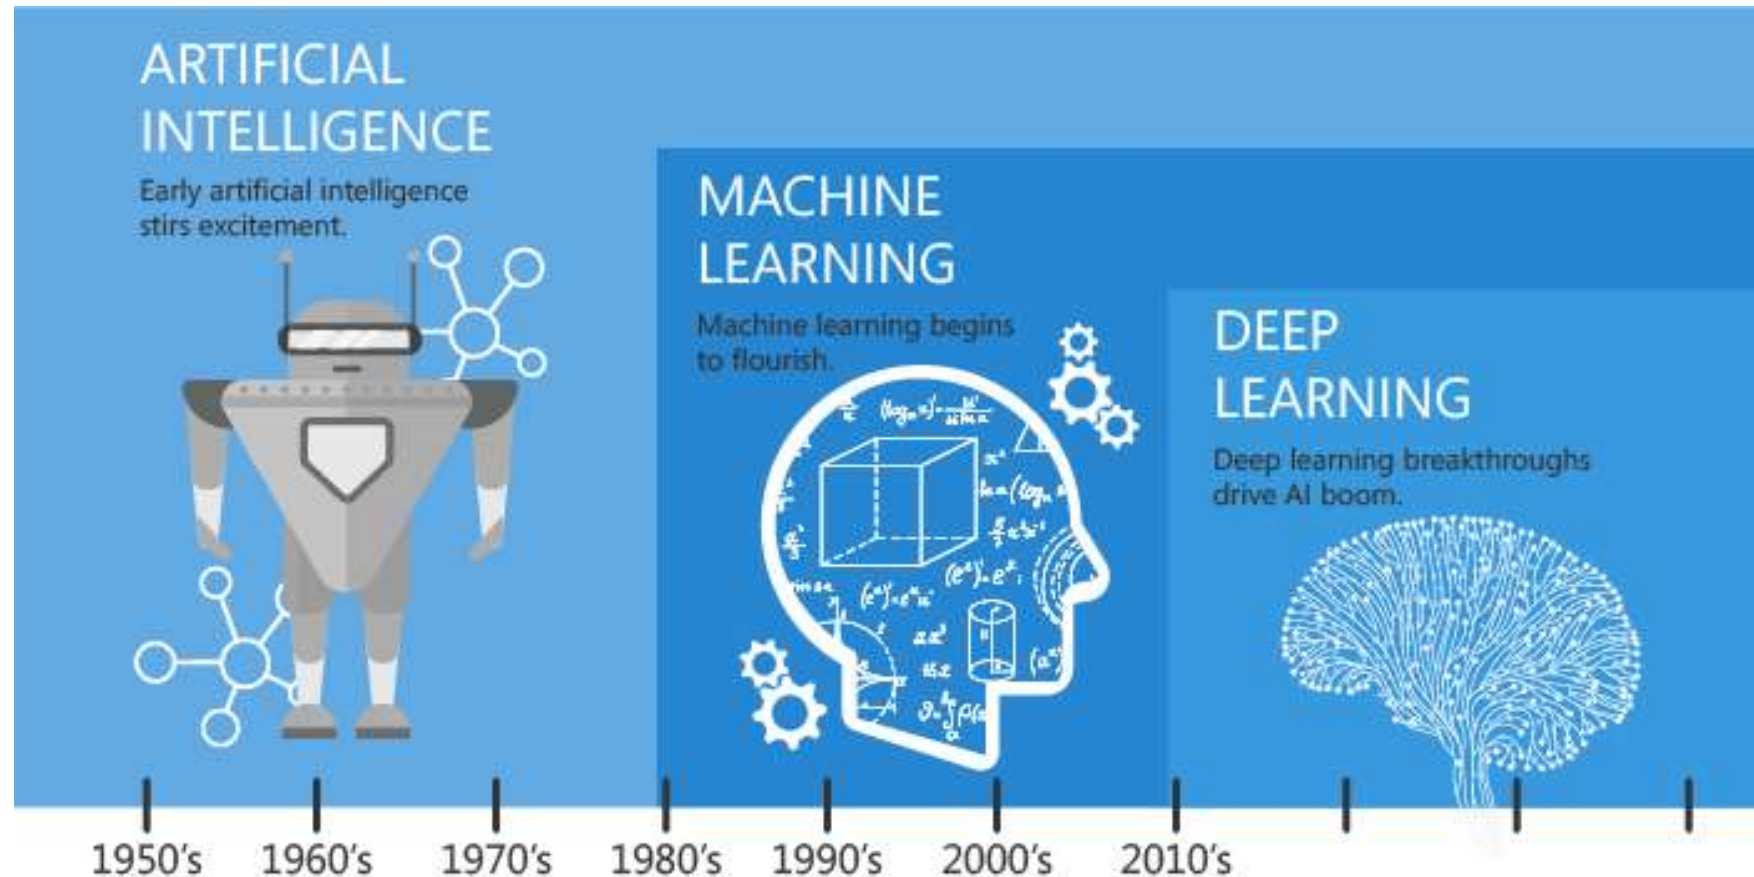 ARTIFICIAL
INTELLIGENCE
Early artificial intelligence
stirs excitement.
MACHINE
LEARNING
Machine learning begins
to flourish.
DEEP
LEARNING
Deep learning breakthroughs
drive AI boom.
1950's 1960's 1970's 1980's 1990's 2000's 2010's